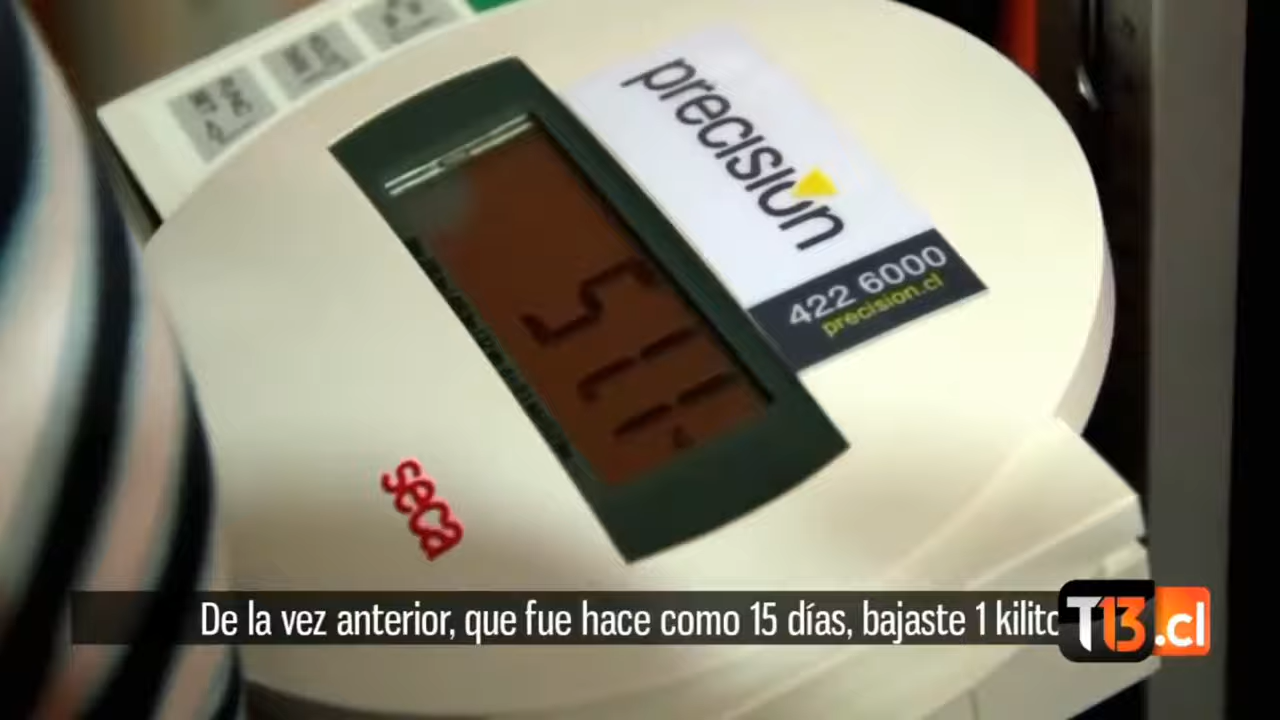 precision
422 6000
precision.cl
seca
De la vez anterior, que fue hace como 15 días, bajaste 1 kilito
T13.cl